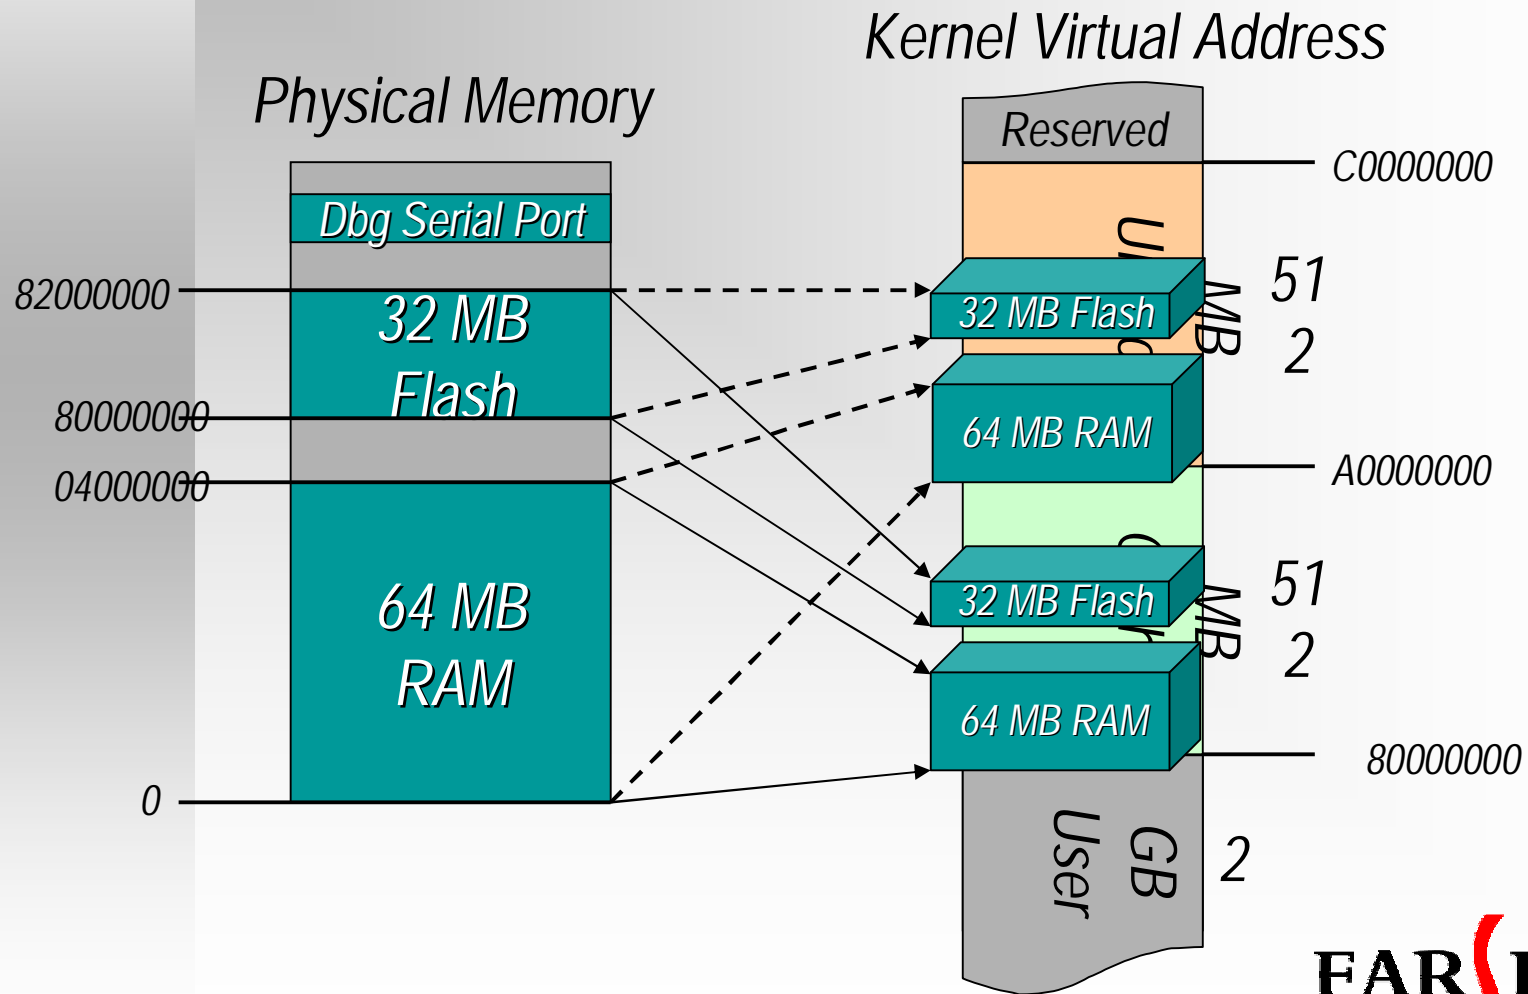 Kernel Virtual Address
Physical Memory
Reserved
C0000000
Dbg Serial Port
82000000
32 MB
Flash
80000000
04000000
64 MB
RAM
0
32 MB Flash
MB
51
2
64 MB RAM
A0000000
32 MB Flash
MB
51
2
64 MB RAM
80000000
User
GB
2